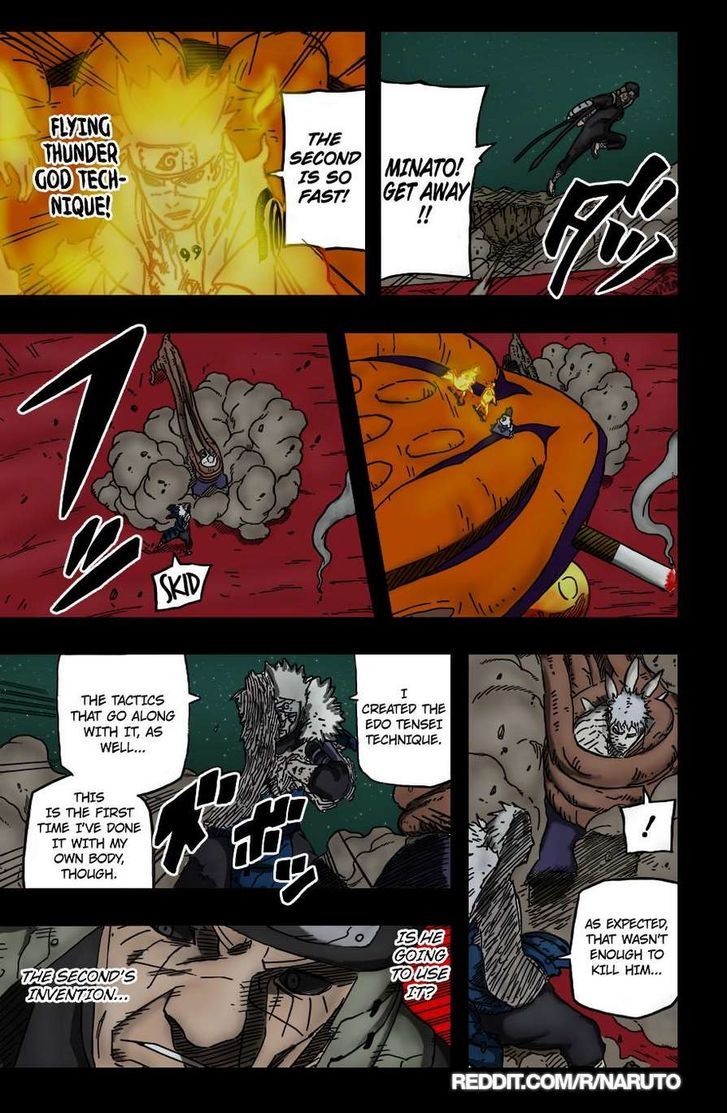 MINATO!
GET AWAY
!!
ダッ
THE
SECOND
IS SO
FAST!
FLYING
THUNDER
GOD TECH-
NIQUE!
SKID
!
AS EXPECTED,
THAT WASN'T
ENOUGH TO
KILL HIM...
I
CREATED THE
EDO TENSEI
TECHNIQUE.
THE TACTICS
THAT GO ALONG
WITH IT, AS
WELL...
THIS
IS THE FIRST
TIME I'VE DONE
IT WITH MY
OWN BODY,
THOUGH.
IS HE
GOING
TO USE
IT?
THE SECOND'S
INVENTION...
REDDIT.COM/R/NARUTO